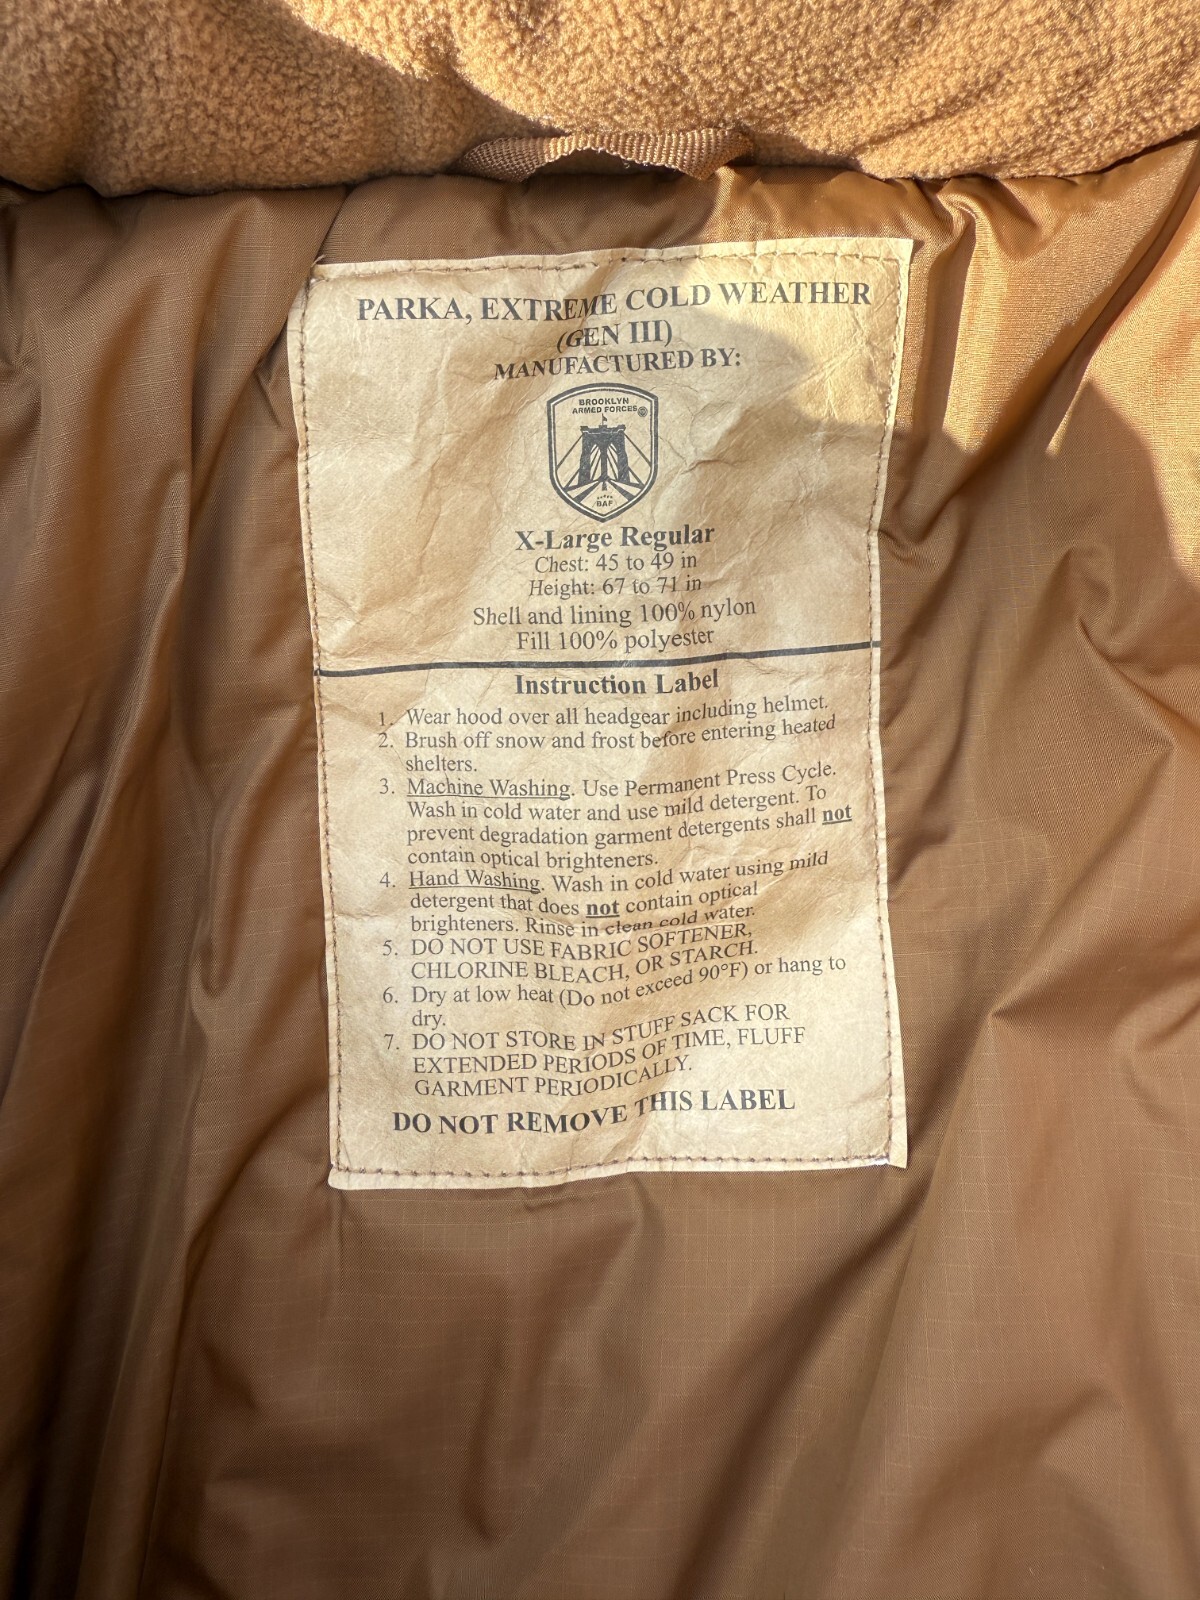 PARKA, EXTREME COLD WEATHER
(GEN III)
MANUFACTURED BY:
BROOKLYN
ARMED FORCES
BAF
X-Large Regular
Chest: 45 to 49 in
Height: 67 to 71 in
Shell and lining 100% nylon
Fill 100% polyester
Instruction Label
1. Wear hood over all headgear including helmet.
2. Brush off snow and frost before entering heated
shelters.
3. Machine Washing. Use Permanent Press Cycle.
Wash in cold water and use mild detergent. To
prevent degradation garment detergents shall not
contain optical brighteners.
4. Hand Washing. Wash in cold water using mild
detergent that does not contain optical
brighteners. Rinse in clean cold water.
5. DO NOT USE FABRIC SOFTENER,
CHLORINE BLEACH, OR STARCH.
6. Dry at low heat (Do not exceed 90°F) or hang to
dry.
7. DO NOT STORE IN STUFF SACK FOR
EXTENDED PERIODS OF TIME, FLUFF
GARMENT PERIODICALLY.
DO NOT REMOVE THIS LABEL